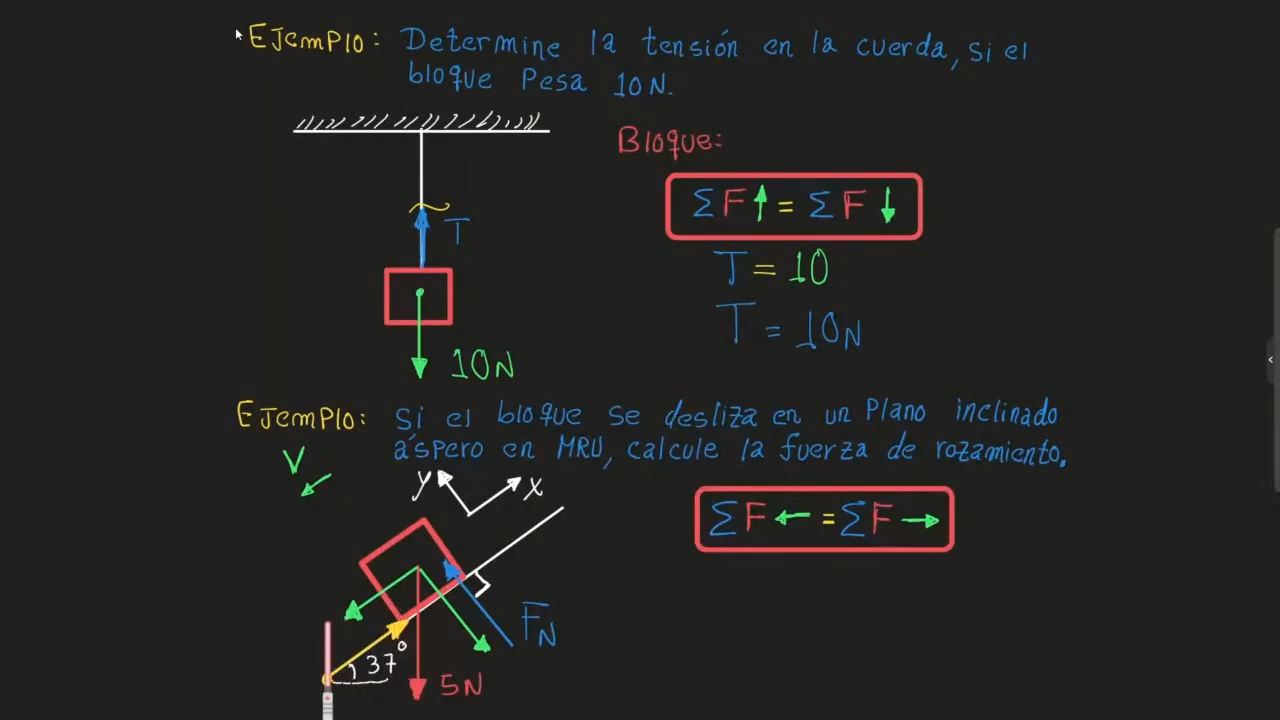 EJemPlo: Determine la tensión en la cuerda, si el
bloque Pesa 10N.
Bloque:
ΣF↑ = ΣF↓
T
T = 10
T = 10N
10N
EJemPlo: Si el bloque se desliza en un Plano inclinado
áspero en MRU, calcule la fuerza de rozamiento.
V
y
x
ΣF← = ΣF→
F̅N
37°
5N